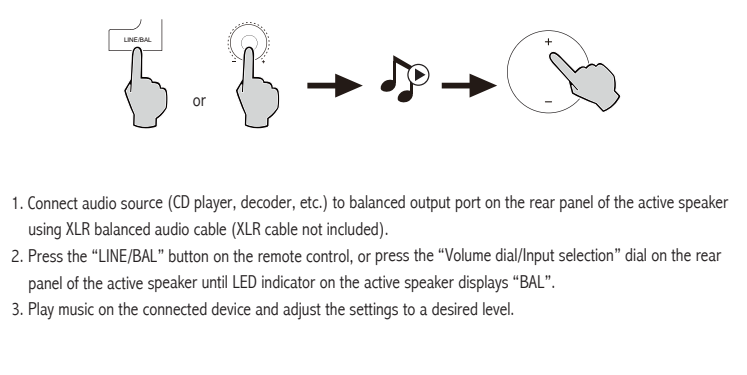 LINE/BAL
- +
or
+
-
1. Connect audio source (CD player, decoder, etc.) to balanced output port on the rear panel of the active speaker
using XLR balanced audio cable (XLR cable not included).
2. Press the “LINE/BAL” button on the remote control, or press the “Volume dial/Input selection” dial on the rear
panel of the active speaker until LED indicator on the active speaker displays “BAL”.
3. Play music on the connected device and adjust the settings to a desired level.